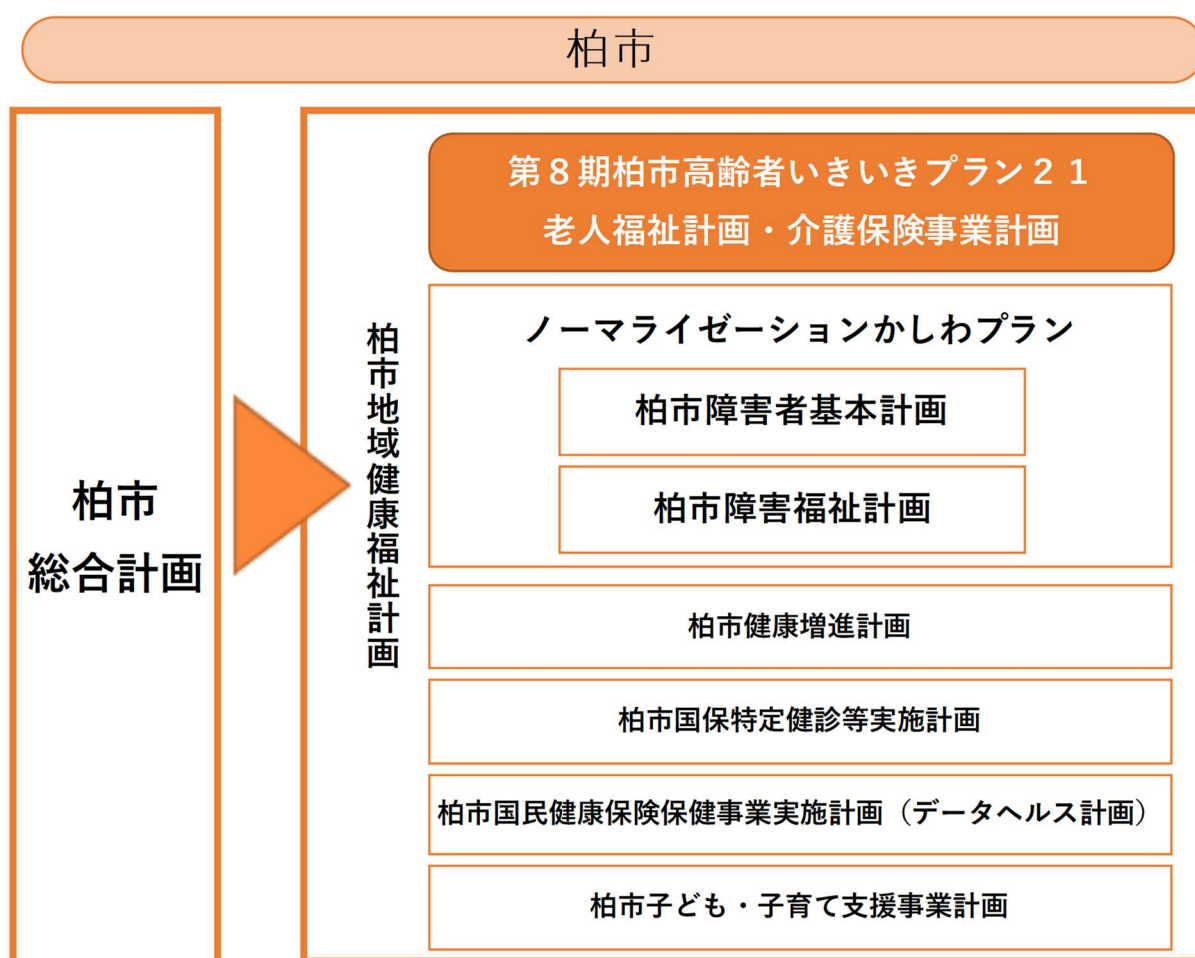 柏市
柏市
総合計画
柏市地域健康福祉計画
第８期柏市高齢者いきいきプラン２１
老人福祉計画・介護保険事業計画
ノーマライゼーションかしわプラン
柏市障害者基本計画
柏市障害福祉計画
柏市健康増進計画
柏市国保特定健診等実施計画
柏市国民健康保険保健事業実施計画（データヘルス計画）
柏市子ども・子育て支援事業計画